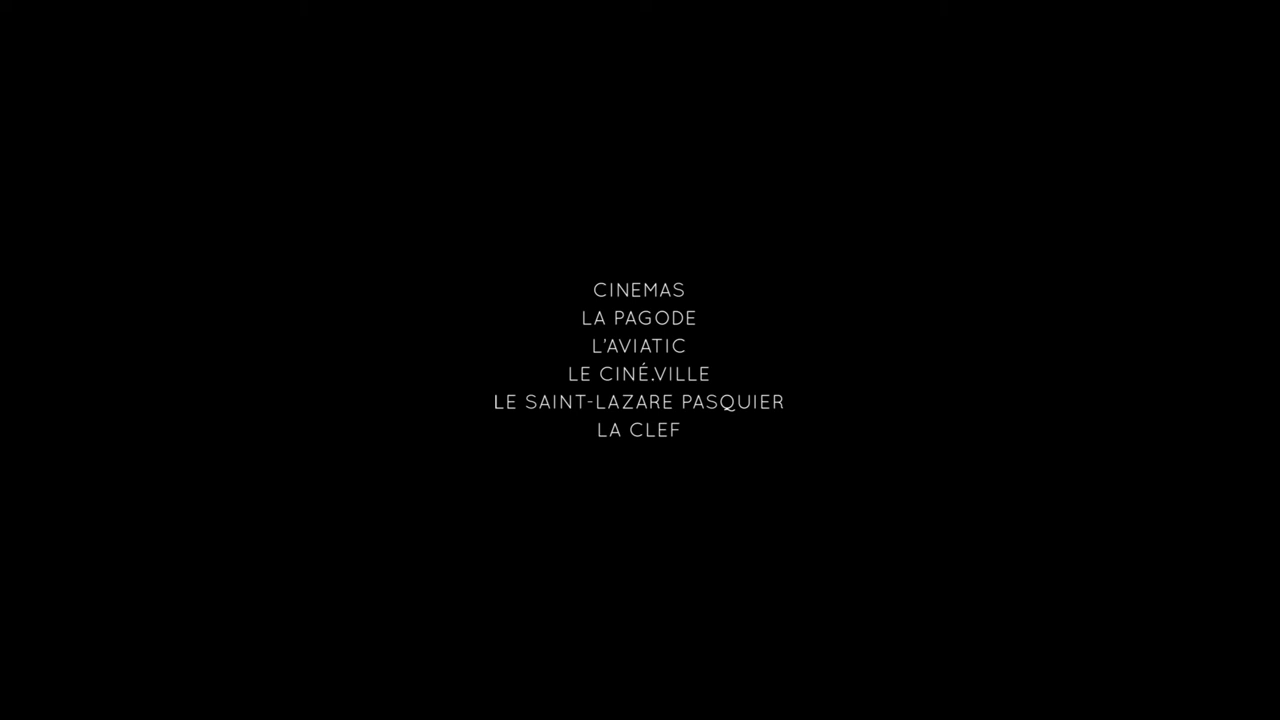 CINEMAS
LA PAGODE
L'AVIATIC
LE CINÉ.VILLE
LE SAINT-LAZARE PASQUIER
LA CLEF